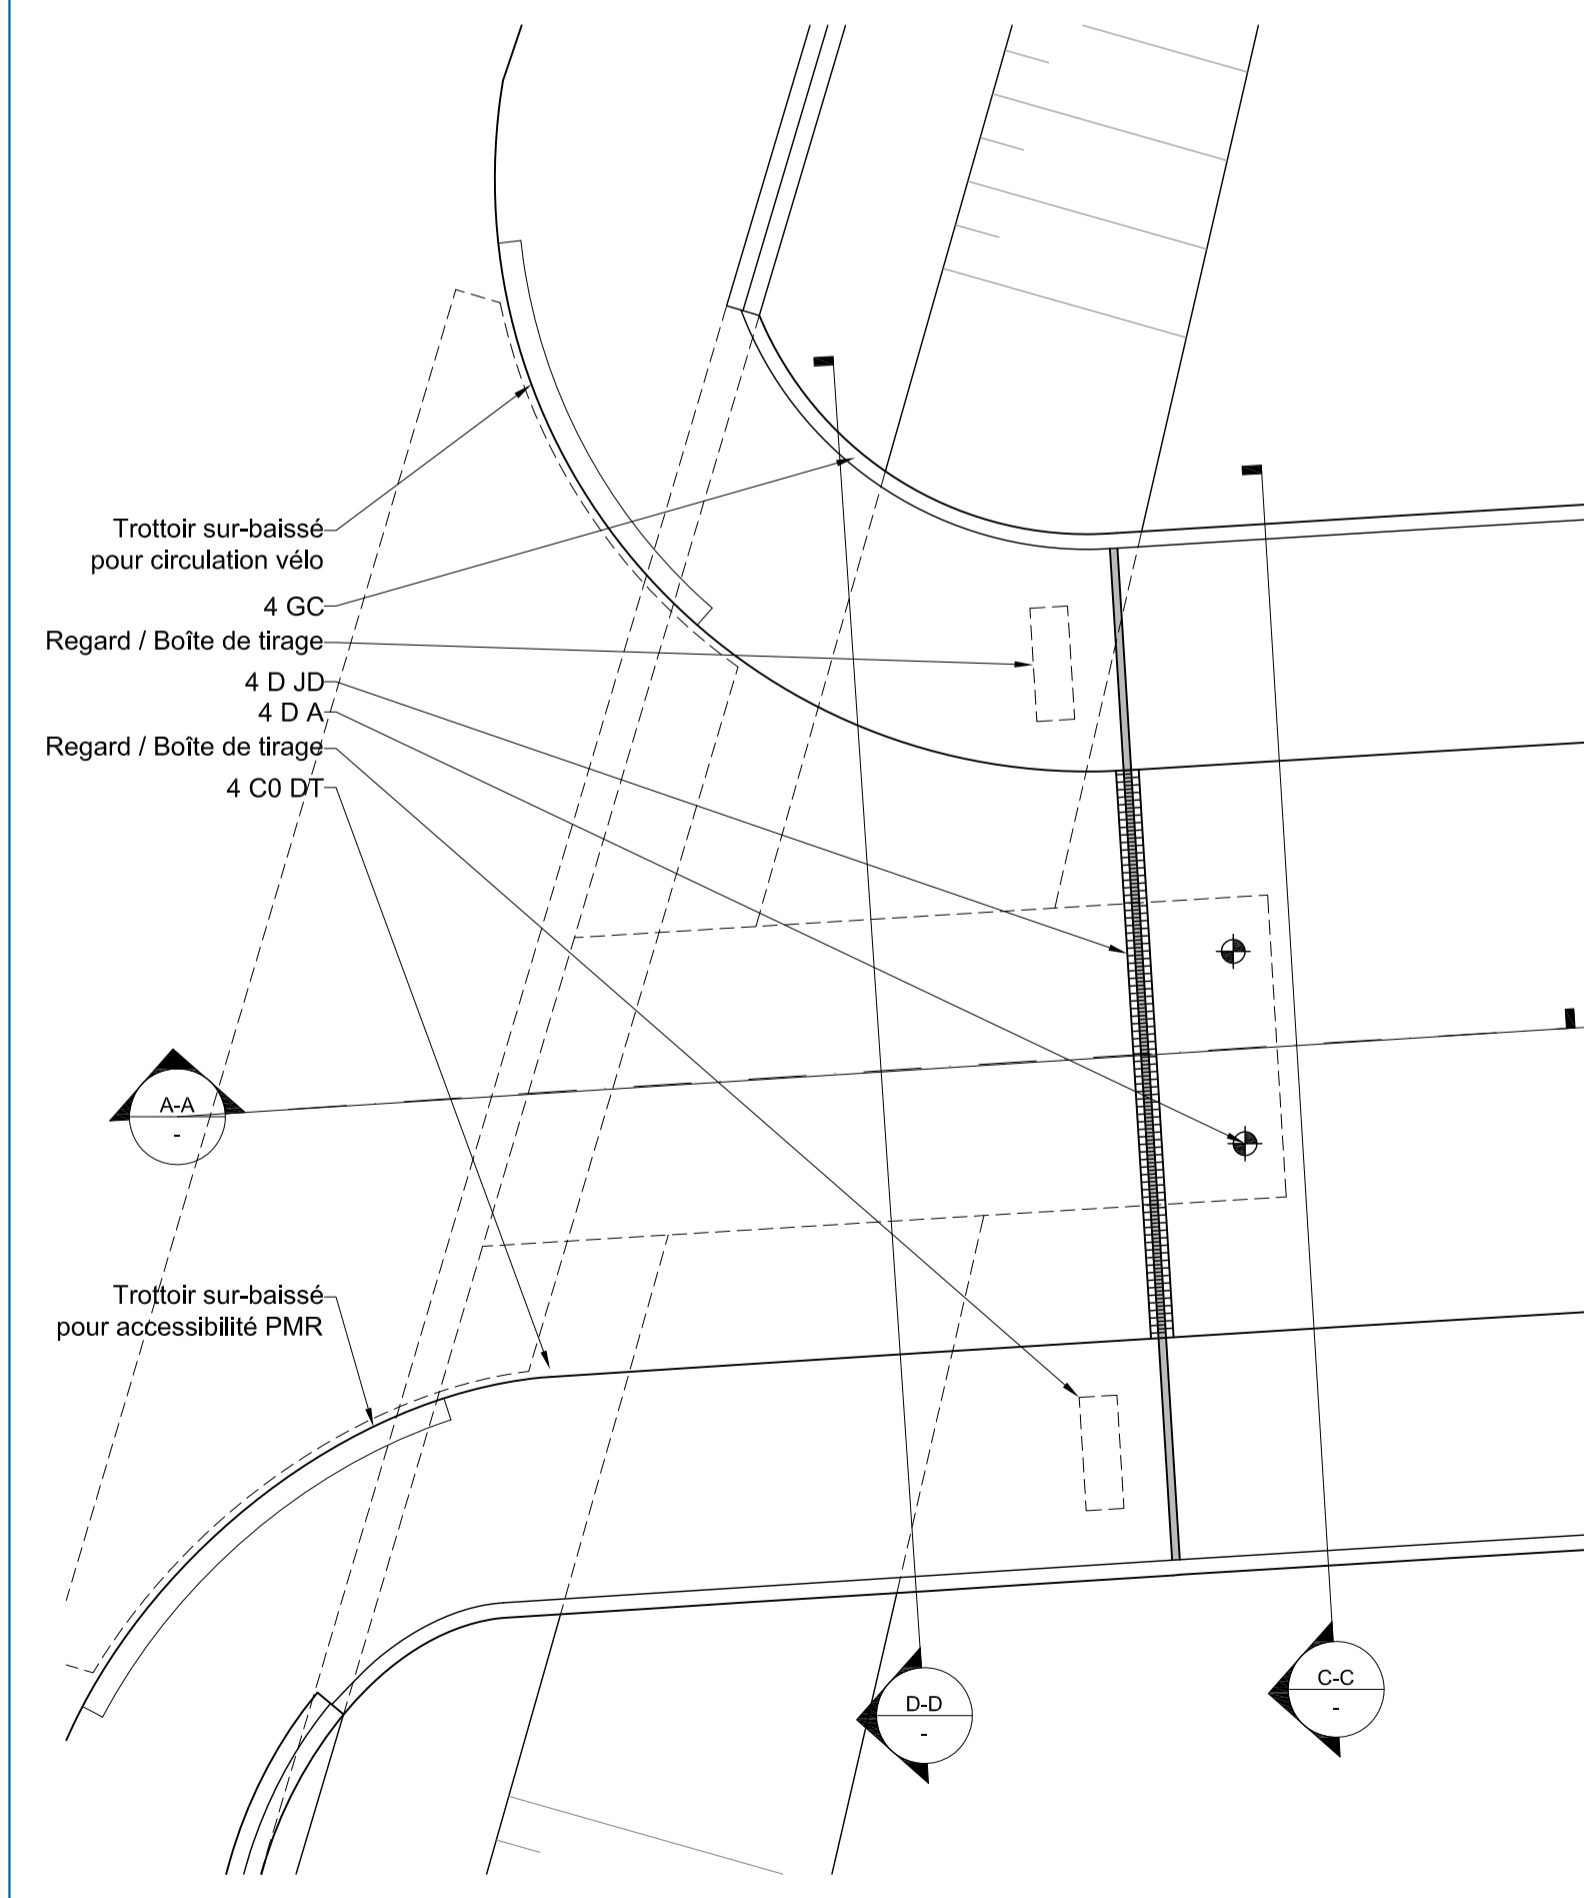 Trottoir sur-baissé
pour circulation vélo
4 GC
Regard / Boîte de tirage
4 D JD
4 D A
Regard / Boîte de tirage
4 C0 DT
A-A
-
Trottoir sur-baissé
pour accessibilité PMR
D-D
-
C-C
-